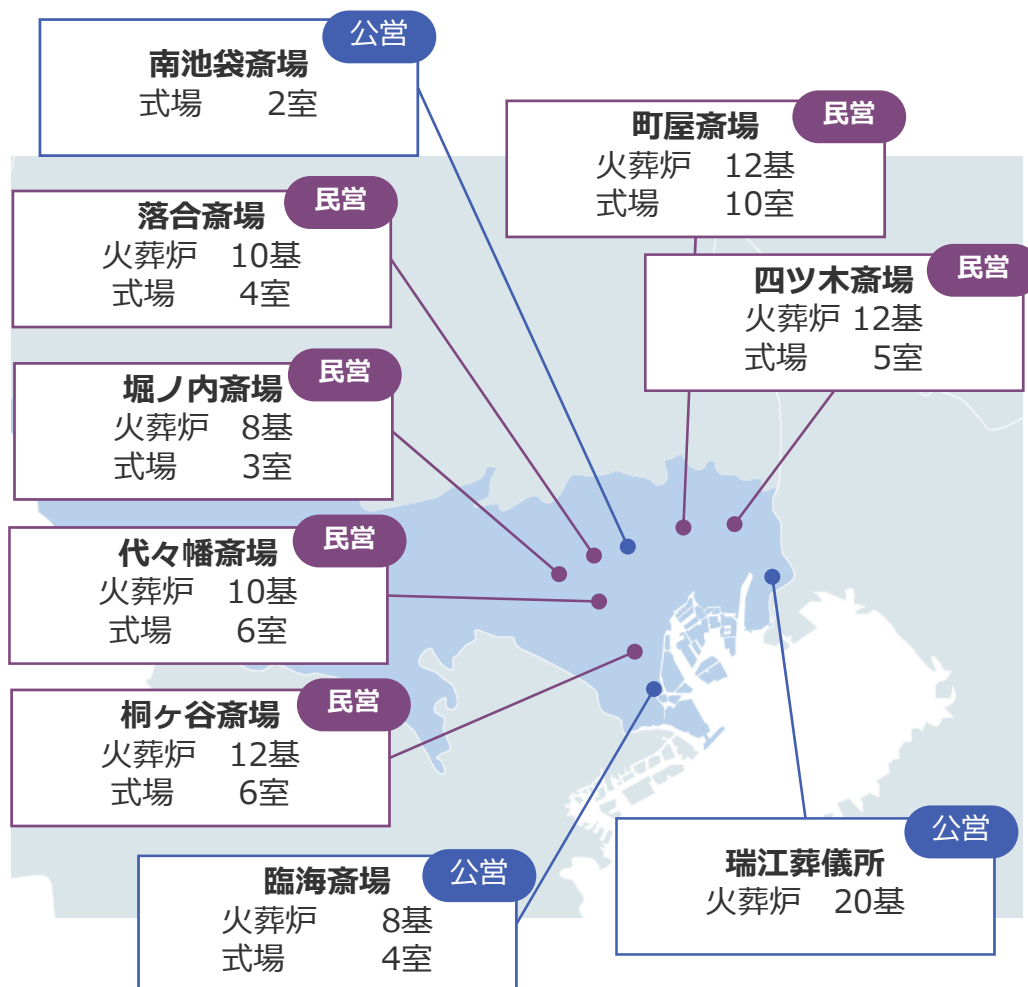 公営
南池袋斎場
式場 2室
民営
町屋斎場
火葬炉 12基
式場 10室
民営
落合斎場
火葬炉 10基
式場 4室
民営
四ツ木斎場
火葬炉 12基
式場 5室
民営
堀ノ内斎場
火葬炉 8基
式場 3室
民営
代々幡斎場
火葬炉 10基
式場 6室
民営
桐ヶ谷斎場
火葬炉 12基
式場 6室
公営
臨海斎場
火葬炉 8基
式場 4室
公営
瑞江葬儀所
火葬炉 20基